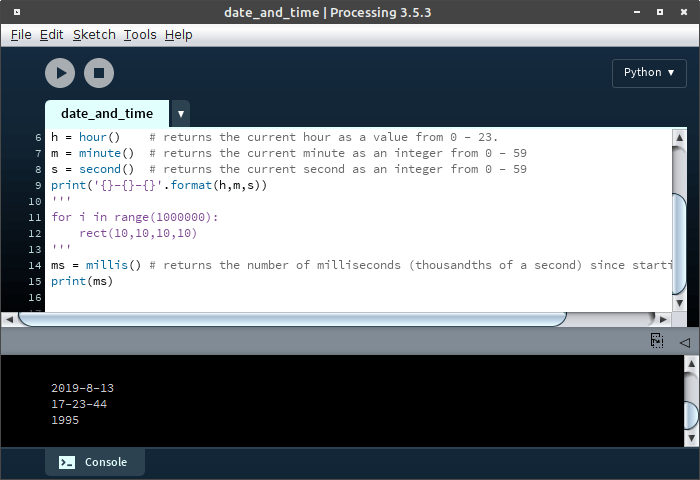 date_and_time | Processing 3.5.3
File Edit Sketch Tools Help
Python ▼
date_and_time ▼
6 h = hour()    # returns the current hour as a value from 0 - 23.
7 m = minute()  # returns the current minute as an integer from 0 - 59
8 s = second()  # returns the current second as an integer from 0 - 59
9 print('{}-{}-{}'.format(h,m,s))
10 '''
11 for i in range(1000000):
12     rect(10,10,10,10)
13 '''
14 ms = millis() # returns the number of milliseconds (thousandths of a second) since starti
15 print(ms)
16
2019-8-13
17-23-44
1995
Console